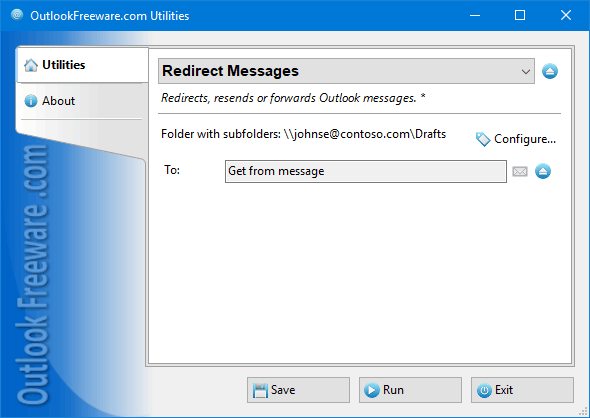 OutlookFreeware.com Utilities
Utilities
About
Redirect Messages
Redirects, resends or forwards Outlook messages. *
Folder with subfolders: \\johnse@contoso.com\Drafts
Configure...
To:
Get from message
Outlook Freeware .com
Save
Run
Exit